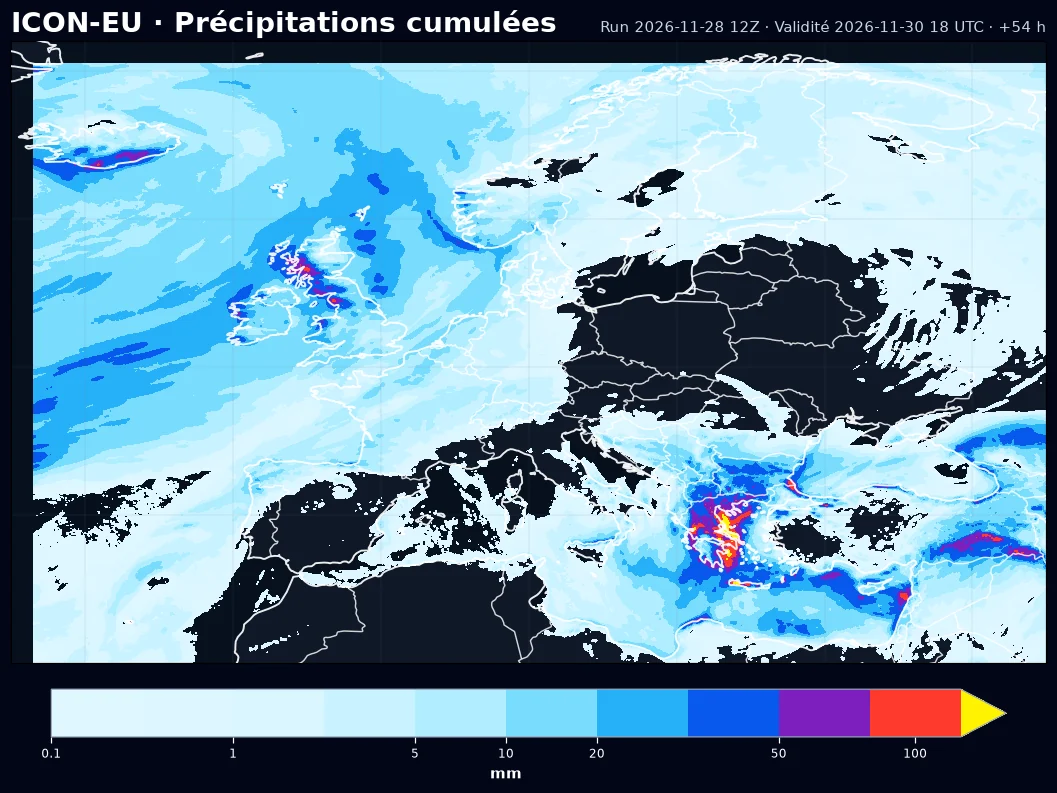 ICON-EU · Précipitations cumulées
Run 2026-11-28 12Z · Validité 2026-11-30 18 UTC · +54 h
0.1 1 5 10 20 50 100
mm